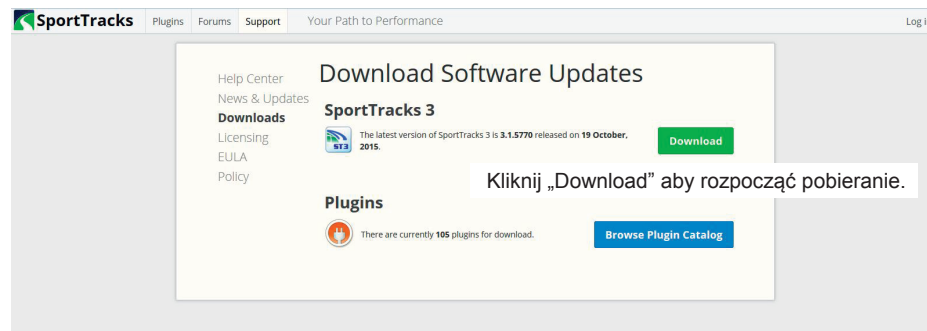 SportTracks Plugins Forums Support Your Path to Performance
Help Center
News & Updates
Downloads
Licensing
EULA
Policy
Download Software Updates
SportTracks 3
ST3
The latest version of SportTracks 3 is 3.1.5770 released on 19 October,
2015.
Download
Kliknij „Download” aby rozpocząć pobieranie.
Plugins
There are currently 105 plugins for download.
Browse Plugin Catalog